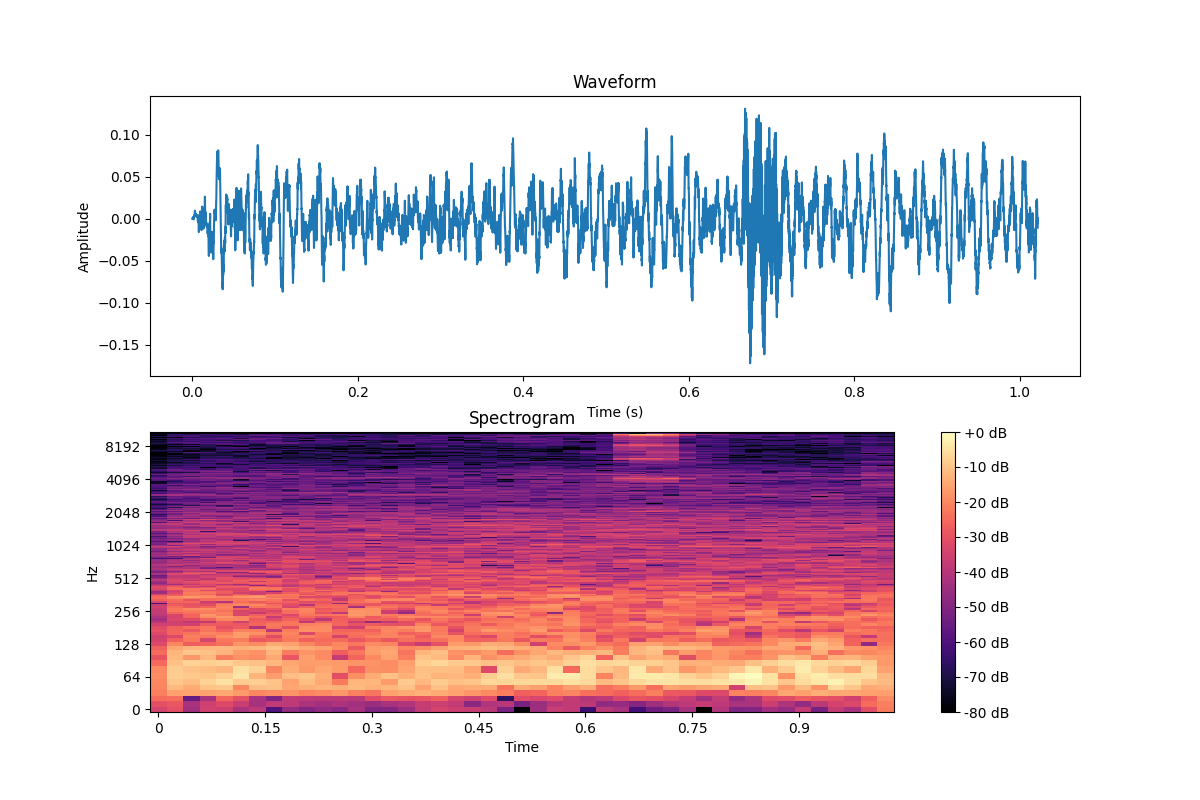 Waveform
Amplitude
0.10
0.05
0.00
−0.05
−0.10
−0.15
0.0 0.2 0.4 0.6 0.8 1.0
Time (s)
Spectrogram
Hz
8192
4096
2048
1024
512
256
128
64
0
0 0.15 0.3 0.45 0.6 0.75 0.9
Time
+0 dB
-10 dB
-20 dB
-30 dB
-40 dB
-50 dB
-60 dB
-70 dB
-80 dB